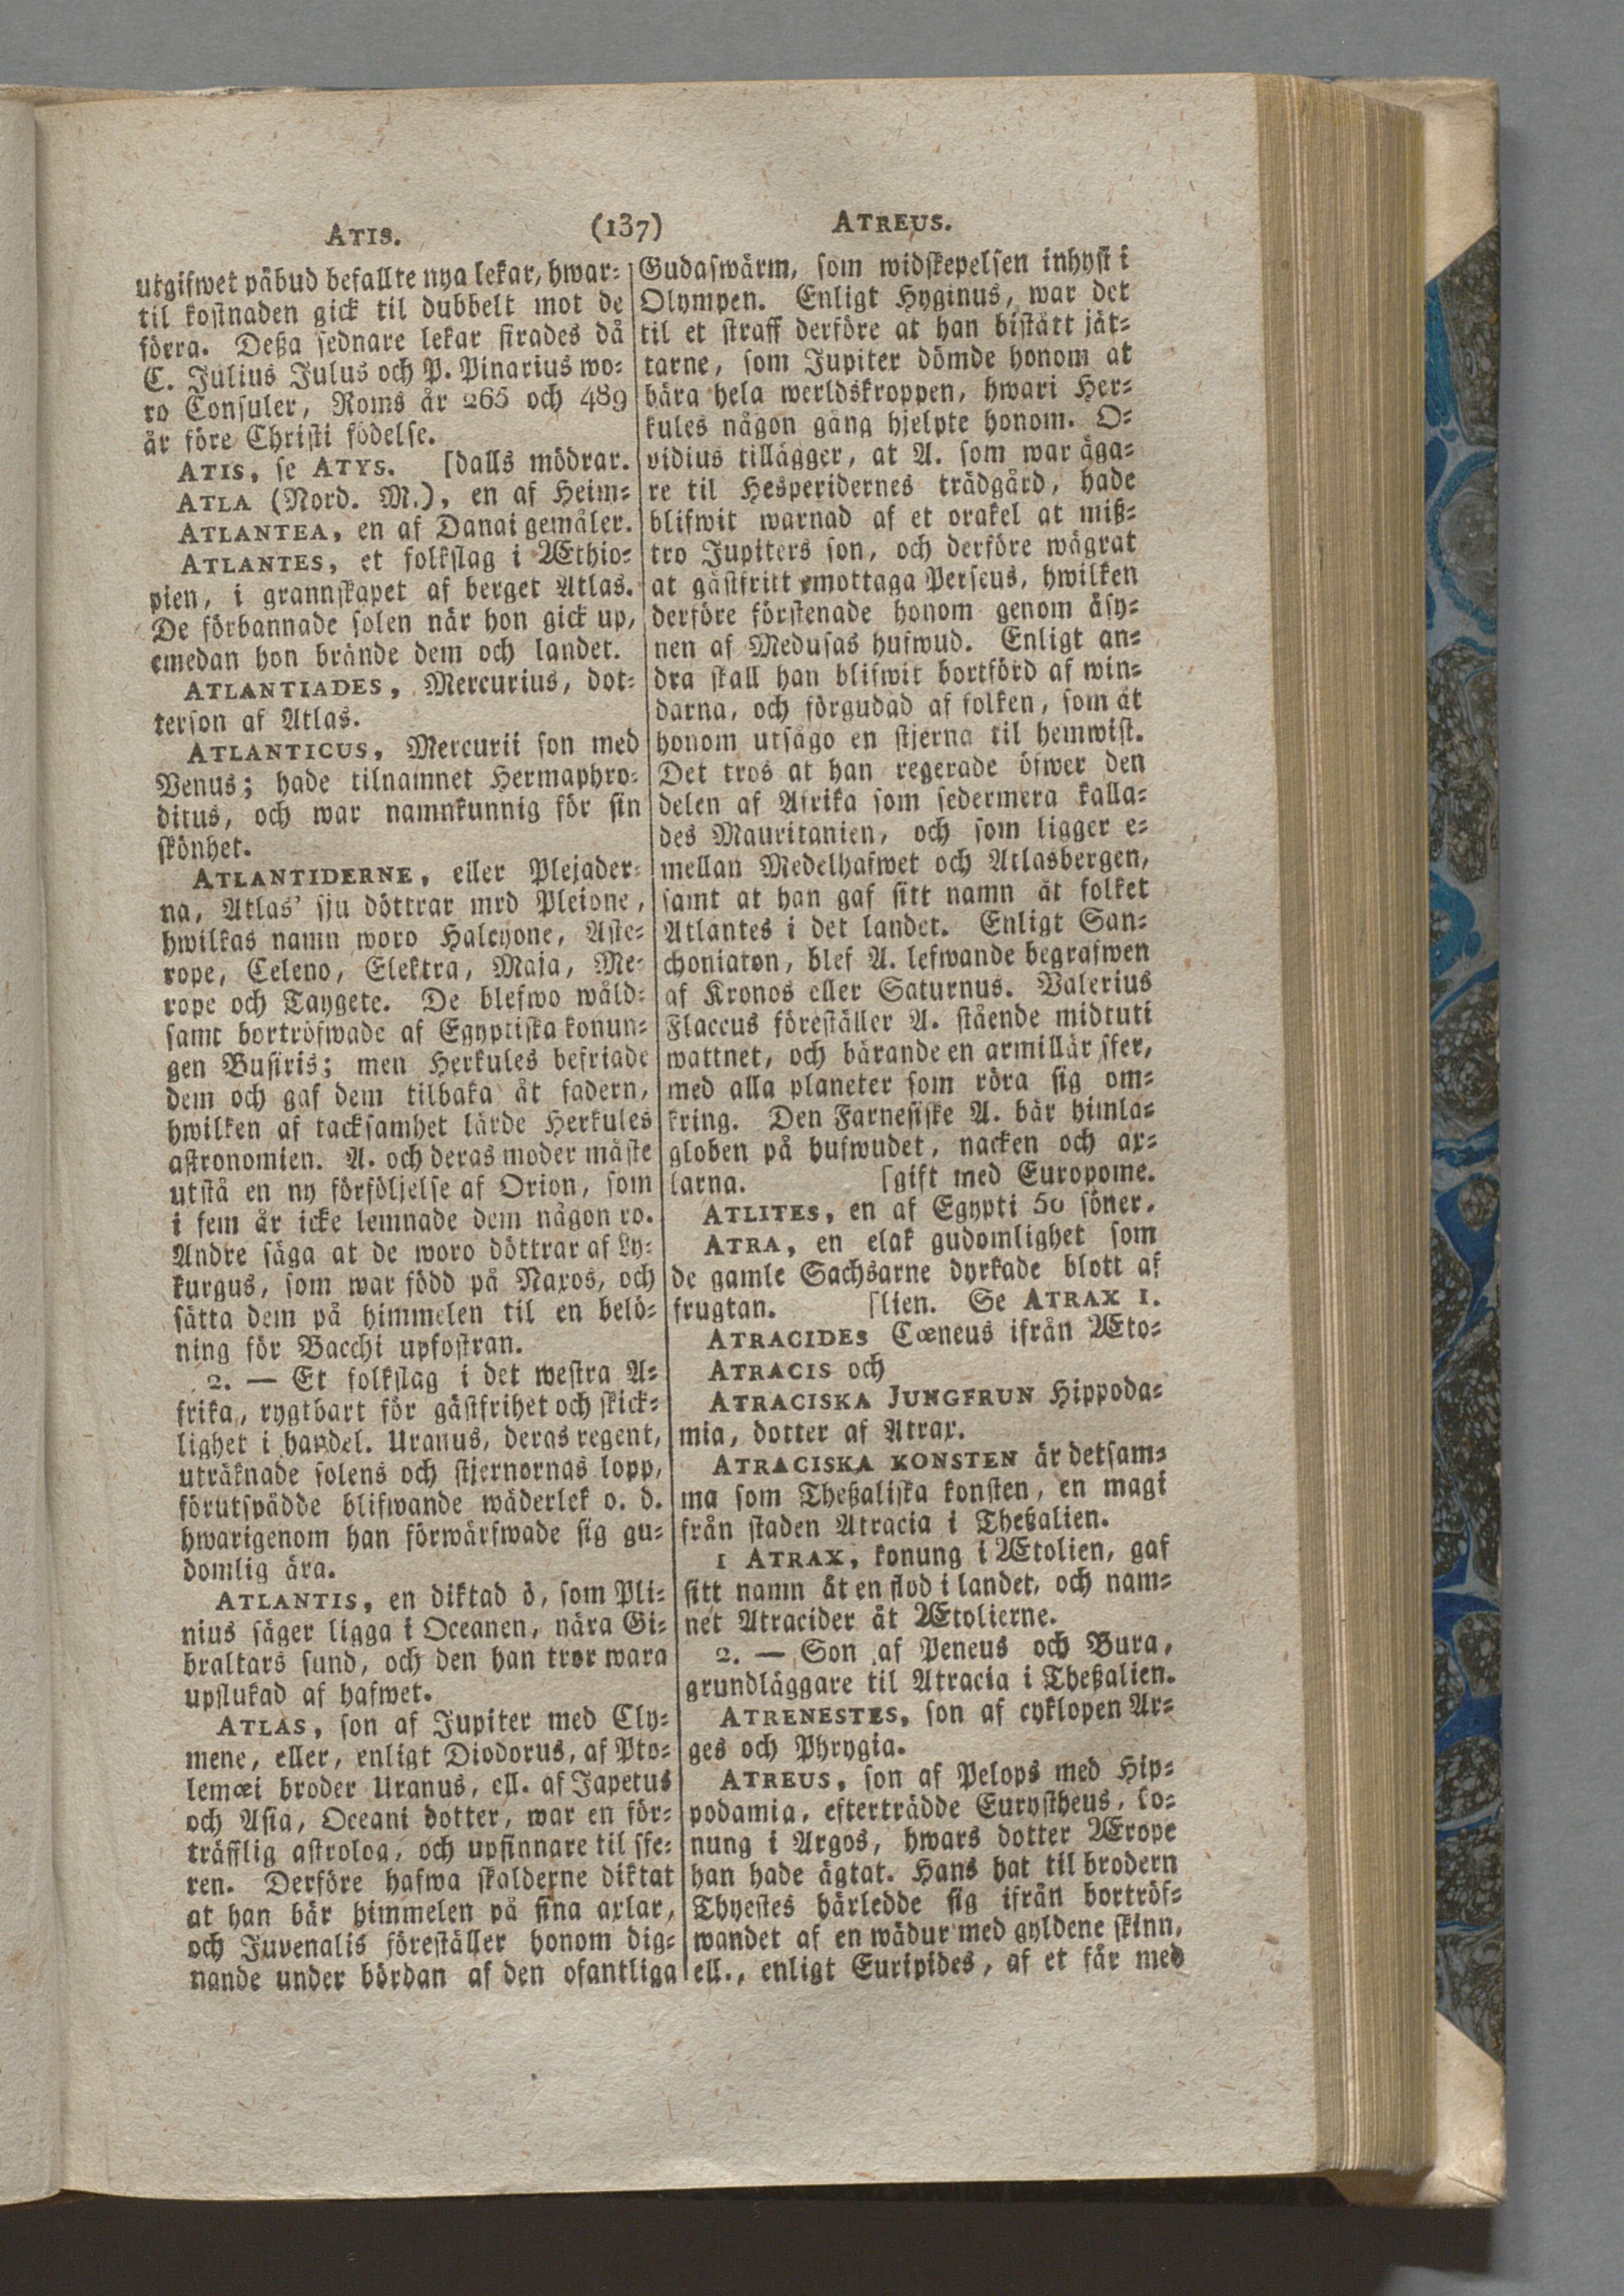 ATIS.
(137)
ATREUS.
utgifwet påbud befallte nya lekar, hwar-
til kostnaden gick til dubbelt mot de
förra. Deßa sednare lekar firades då
C. Julius Julus och P. Pinarius wo-
ro Consuler, Roms år 265 och 489
år före Christi födelse.
ATIS, se ATYS. [dalls mödrar.
ATLA (Nord. M.), en af Heim-
ATLANTEA, en af Danai gemåler.
ATLANTES, et folkslag i Æthio-
pien, i grannskapet af berget Atlas.
De förbannade solen når hon gick up,
emedan hon brånde dem och landet.
ATLANTIADES, Mercurius, dot-
terson af Atlas.
ATLANTICUS, Mercurii son med
Venus; hade tilnamnet Hermaphro-
ditus, och war namnkunnig för sin
skönhet.
ATLANTIDERNE, eller Plejader-
na, Atlas' sju döttrar mrd Pleione,
hwilkas namn woro Halcyone, Aste-
rope, Celeno, Elektra, Maja, Me-
rope och Taygete. De blefwo wåld-
samt bortröfwade af Egyptiska konun-
gen Busiris; men Herkules befriade
dem och gaf dem tilbaka åt fadern,
hwilken af tacksamhet lärde Herkules
astronomien. A. och deras moder måste
utstå en ny förföljelse af Orion, som
i fem år icke lemnade dem någon ro.
Andre säga at de woro döttrar af Ly-
kurgus, som war född på Naxos, och
sätta dem på himmelen til en belö-
ning för Bacchi upfostran.
2. — Et folkslag i det westra A-
frika, rygtbart för gästfrihet och skick-
lighet i handel. Uranus, deras regent,
uträknade solens och stjernornas lopp,
förutspådde blifwande wäderlek o. d.
hwarigenom han förwärfwade sig gu-
domlig ära.
ATLANTIS, en diktad ö, som Pli-
nius säger ligga i Oceanen, nära Gi-
braltars sund, och den han tror wara
upslukad af hafwet.
ATLAS, son af Jupiter med Cly-
mene, eller, enligt Diodorus, af Pto-
lemæi broder Uranus, ell. af Japetus
och Asia, Oceani dotter, war en för-
träfflig astrolog, och upfinnare til sfe-
ren. Derföre hafwa skalderne diktat
at han bär himmelen på sina axlar,
och Juvenalis föreställer honom dig-
nande under bördan af den ofantliga
Gudaswärm, som widskepelsen inhyst i
Olympen. Enligt Hyginus, war det
til et straff derföre at han bistått jät-
tarne, som Jupiter dömde honom at
bära hela werldskroppen, hwari Her-
kules någon gång hjelpte honom. O-
vidius tillägger, at A. som war äga-
re til Hesperidernes trädgård, hade
blifwit warnad af et orakel at miß-
tro Jupiters son, och derföre wägrat
at gästfritt emottaga Perseus, hwilken
derföre förstenade honom genom åsy-
nen af Medusas hufwud. Enligt an-
dra skall han blifwit bortförd af win-
darna, och förgudad af folken, som åt
honom utsågo en stjerna til hemwist.
Det tros at han regerade öfwer den
delen af Afrika som sedermera kalla-
des Mauritanien, och som ligger e-
mellan Medelhafwet och Atlasbergen,
samt at han gaf sitt namn åt folket
Atlantes i det landet. Enligt San-
choniaton, blef A. lefwande begrafwen
af Kronos eller Saturnus. Valerius
Flaccus föreställer A. stående midtuti
wattnet, och bärande en armillär sfer,
med alla planeter som röra sig om-
kring. Den Farnesiske A. bär himla-
globen på hufwudet, nacken och ax-
larna. [gift med Europome.
ATLITES, en af Egypti 50 söner,
ATRA, en elak gudomlighet som
de gamle Sachsarne dyrkade blott af
frugtan. [lien. Se ATRAX 1.
ATRACIDES Cœneus ifrån Æto-
ATRACIS och
ATRACISKA JUNGFRUN Hippoda-
mia, dotter af Atrax.
ATRACISKA KONSTEN är detsam-
ma som Theßaliska konsten, en magi
från staden Atracia i Theßalien.
1 ATRAX, konung i Ætolien, gaf
sitt namn åt en flod i landet, och nam-
net Atracider åt Ætolierne.
2. — Son af Peneus och Bura,
grundläggare til Atracia i Theßalien.
ATRENESTES, son af cyklopen Ar-
ges och Phrygia.
ATREUS, son af Pelops med Hip-
podamia, efterträdde Eurystheus, ko-
nung i Argos, hwars dotter Ærope
han hade ägtat. Hans hat til brodern
Thyestes härledde sig ifrån bortröf-
wandet af en wädur med gyldene skinn,
ell., enligt Euripides, af et får med